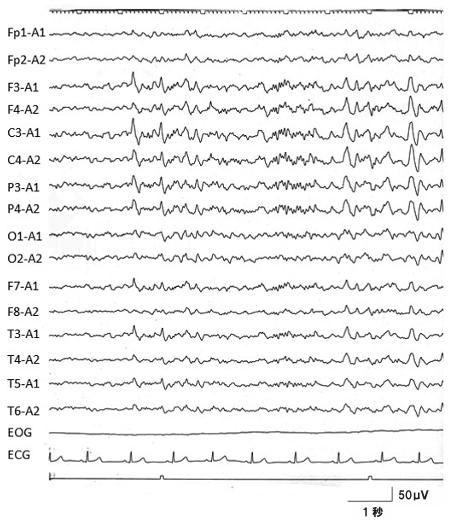 Fp1-A1
Fp2-A2
F3-A1
F4-A2
C3-A1
C4-A2
P3-A1
P4-A2
O1-A1
O2-A2
F7-A1
F8-A2
T3-A1
T4-A2
T5-A1
T6-A2
EOG
ECG
50μV
1 秒